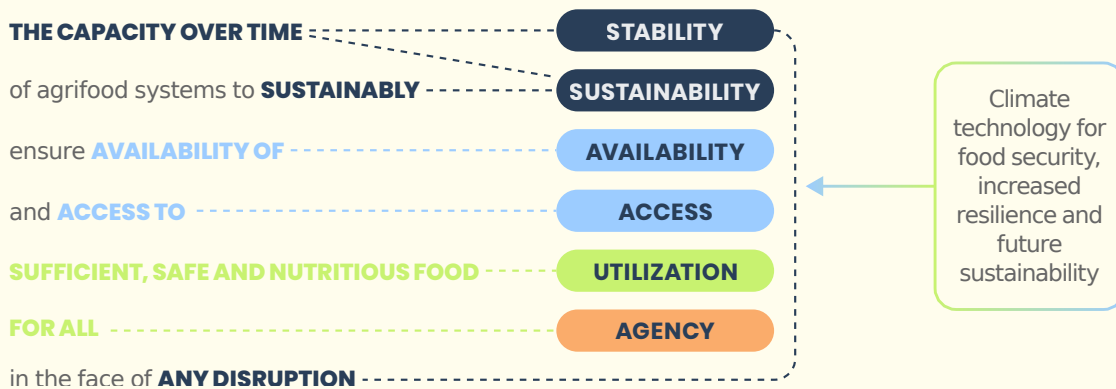 THE CAPACITY OVER TIME
STABILITY
of agrifood systems to SUSTAINABLY
SUSTAINABILITY
ensure AVAILABILITY OF
AVAILABILITY
and ACCESS TO
ACCESS
SUFFICIENT, SAFE AND NUTRITIOUS FOOD
UTILIZATION
FOR ALL
AGENCY
in the face of ANY DISRUPTION
Climate
technology for
food security,
increased
resilience and
future
sustainability